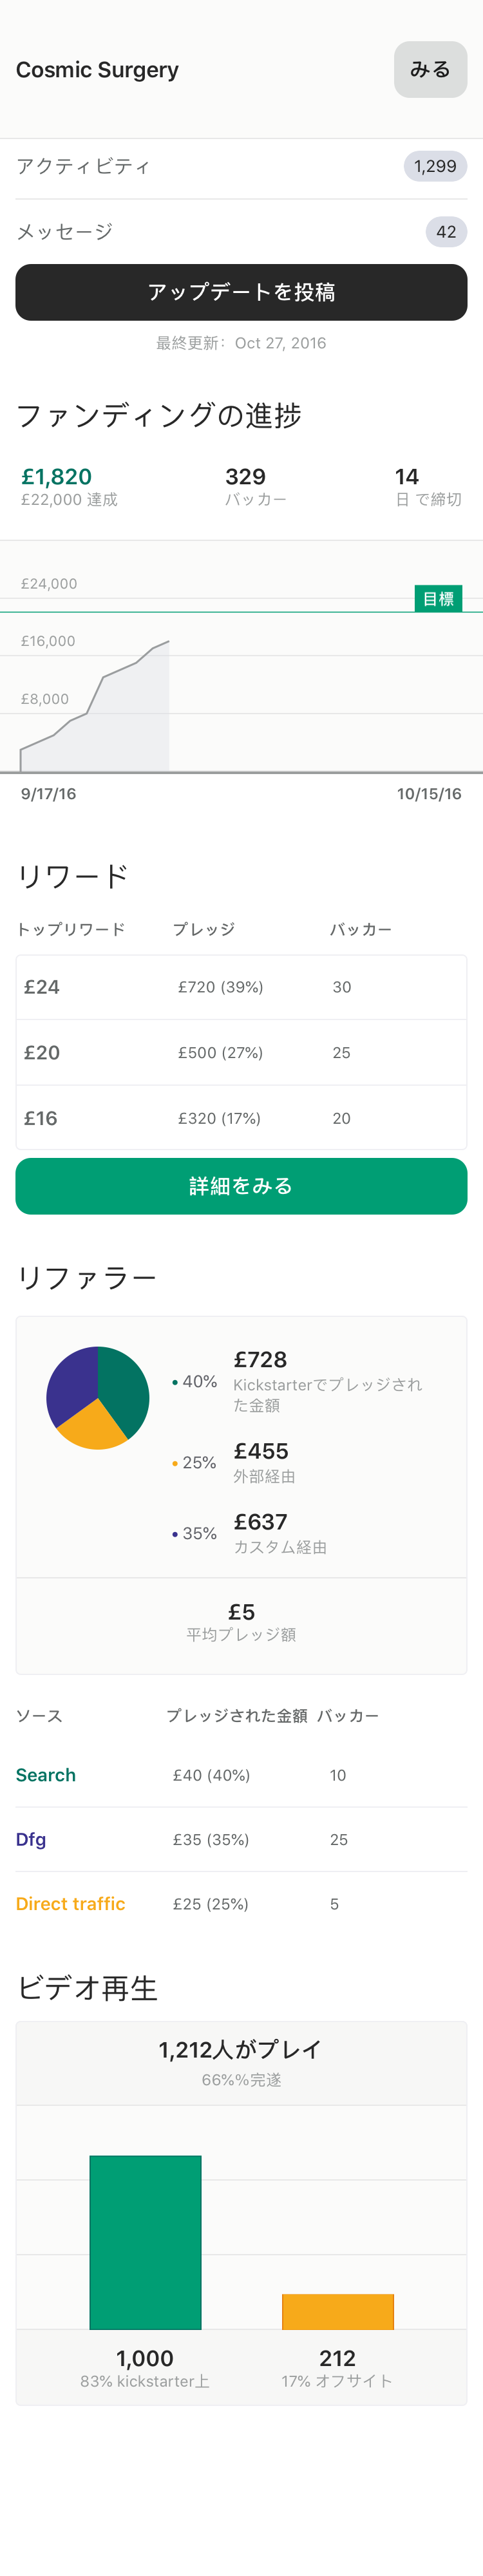 Cosmic Surgery みる
アクティビティ 1,299
メッセージ 42
アップデートを投稿
最終更新: Oct 27, 2016
ファンディングの進捗
£1,820 329 14
£22,000 達成 バッカー 日 で締切
£24,000
目標
£16,000
£8,000
9/17/16 10/15/16
リワード
トップリワード プレッジ バッカー
£24 £720 (39%) 30
£20 £500 (27%) 25
£16 £320 (17%) 20
詳細をみる
リファラー
£728
40% Kickstarterでプレッジされ
た金額
£455
25%
外部経由
£637
35%
カスタム経由
£5
平均プレッジ額
ソース プレッジされた金額 バッカー
Search £40 (40%) 10
Dfg £35 (35%) 25
Direct traffic £25 (25%) 5
ビデオ再生
1,212人がプレイ
66%%完遂
1,000 212
83% kickstarter上 17% オフサイト